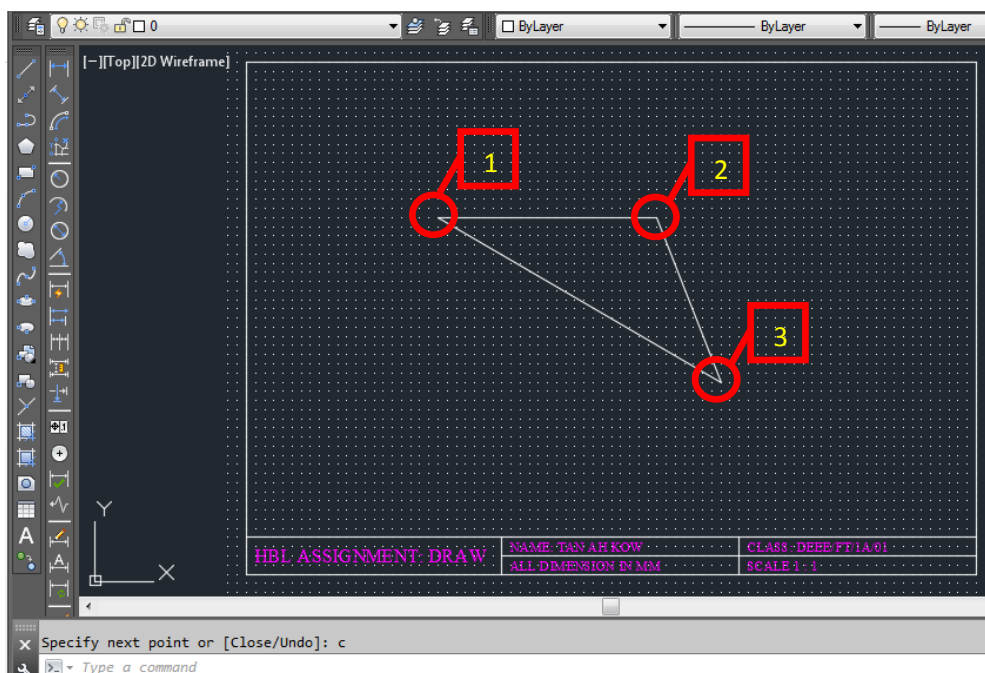 0
ByLayer
ByLayer
ByLayer
[−][Top][2D Wireframe]
1
2
3
Y
X
HBL ASSIGNMENT: DRAW
NAME: TAN AH KOW
CLASS : DEEE/FT/1A/01
ALL DIMENSION IN MM
SCALE 1 : 1
A
Specify next point or [Close/Undo]: c
Type a command